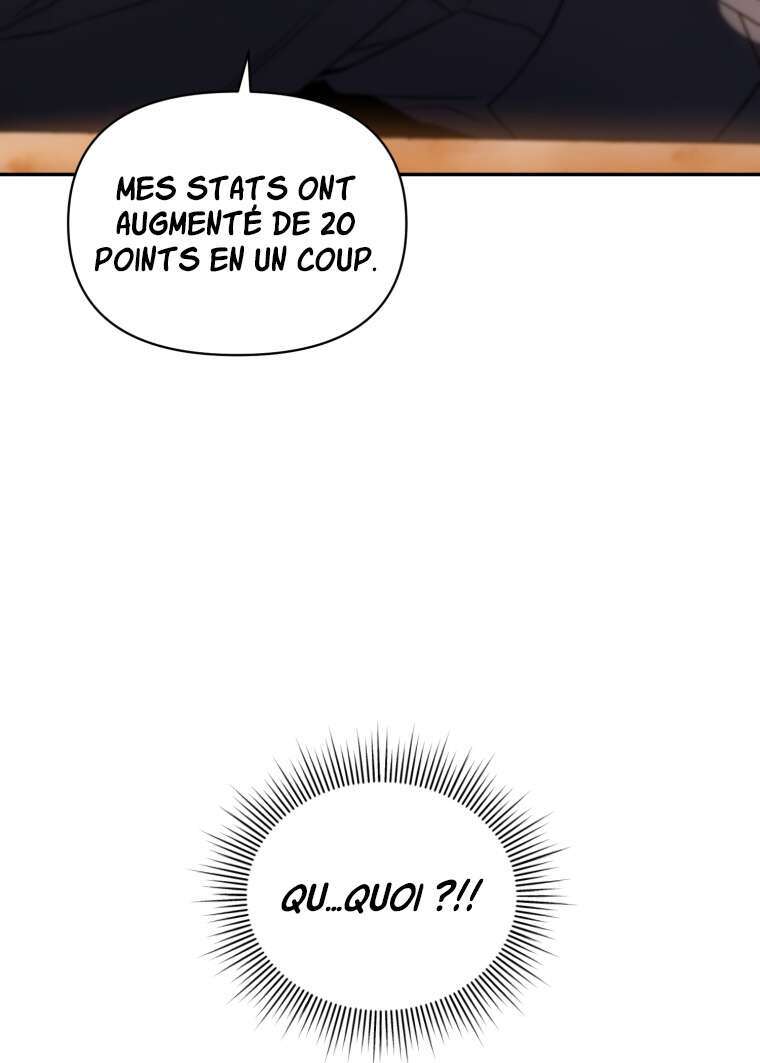 MES STATS ONT
AUGMENTÉ DE 20
POINTS EN UN COUP.
QU...QUOI ?!!